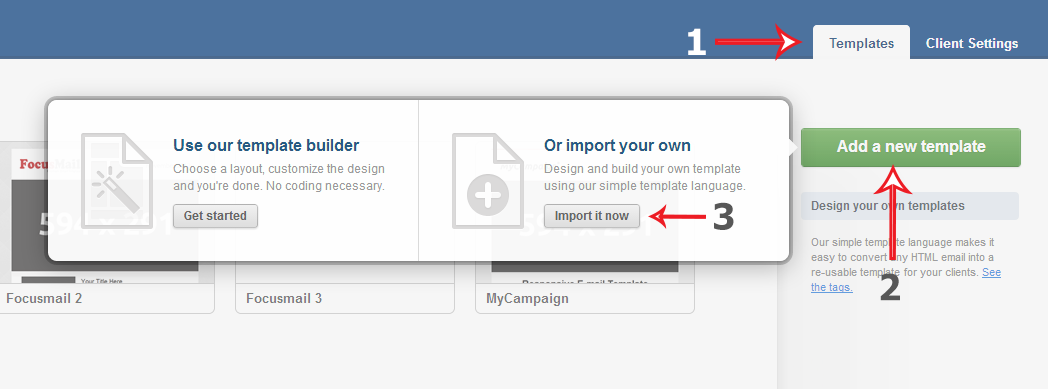 1
Templates
Client Settings
Use our template builder
Choose a layout, customize the design
and you're done. No coding necessary.
Get started
Or import your own
Design and build your own template
using our simple template language.
Import it now
3
Add a new template
Design your own templates
Our simple template language makes it
easy to convert any HTML email into a
re-usable template for your clients. See
the tags.
2
594 x 291
Your Title Here
Responsive E-mail Template
Focusmail 2
Focusmail 3
MyCampaign